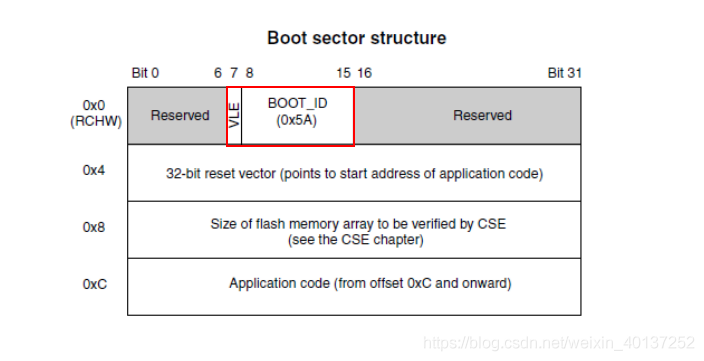 Boot sector structure
Bit 0 6 7 8 15 16 Bit 31
0x0
(RCHW)
Reserved
VLE
BOOT_ID
(0x5A)
Reserved
0x4
32-bit reset vector (points to start address of application code)
0x8
Size of flash memory array to be verified by CSE
(see the CSE chapter)
0xC
Application code (from offset 0xC and onward)
https://blog.csdn.net/weixin_40137252